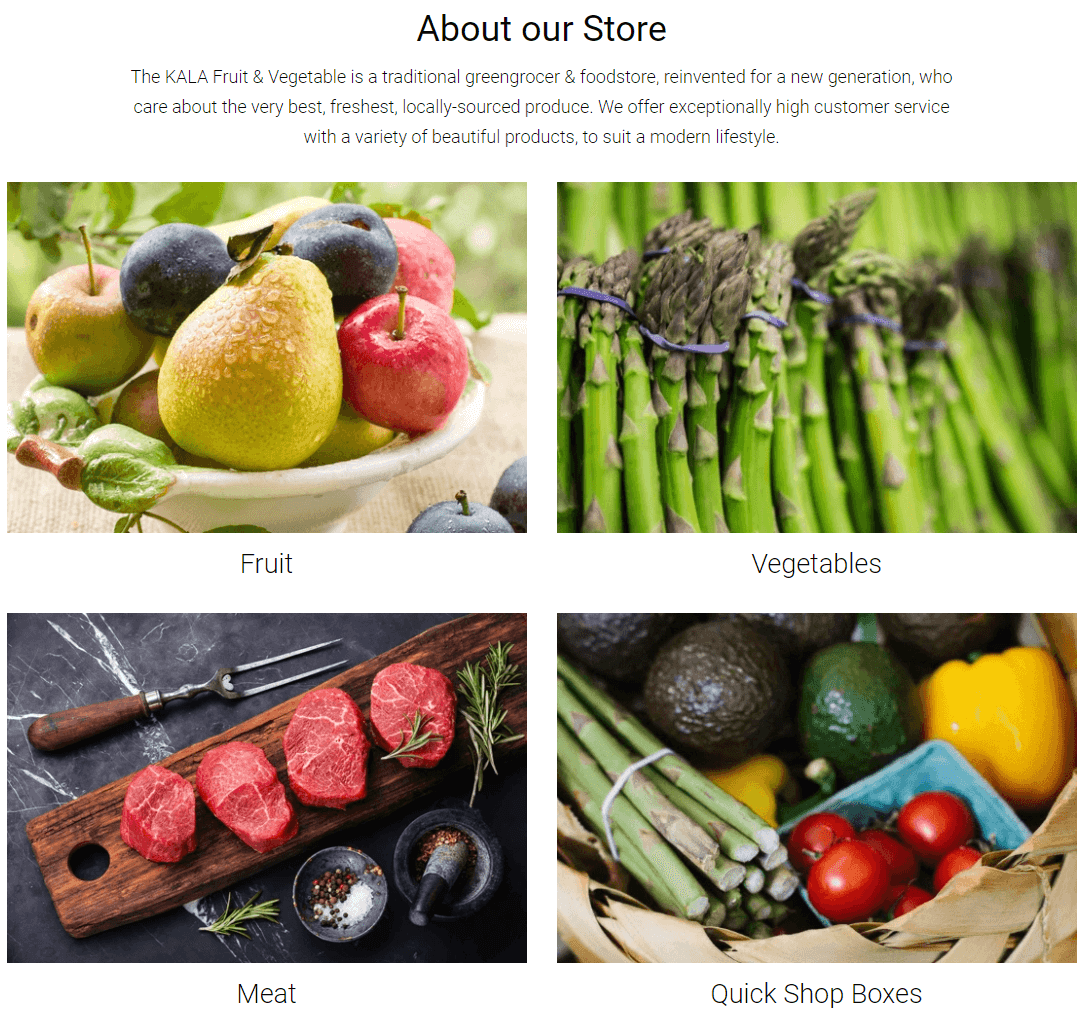 About our Store
The KALA Fruit & Vegetable is a traditional greengrocer & foodstore, reinvented for a new generation, who
care about the very best, freshest, locally-sourced produce. We offer exceptionally high customer service
with a variety of beautiful products, to suit a modern lifestyle.
Fruit
Vegetables
Meat
Quick Shop Boxes